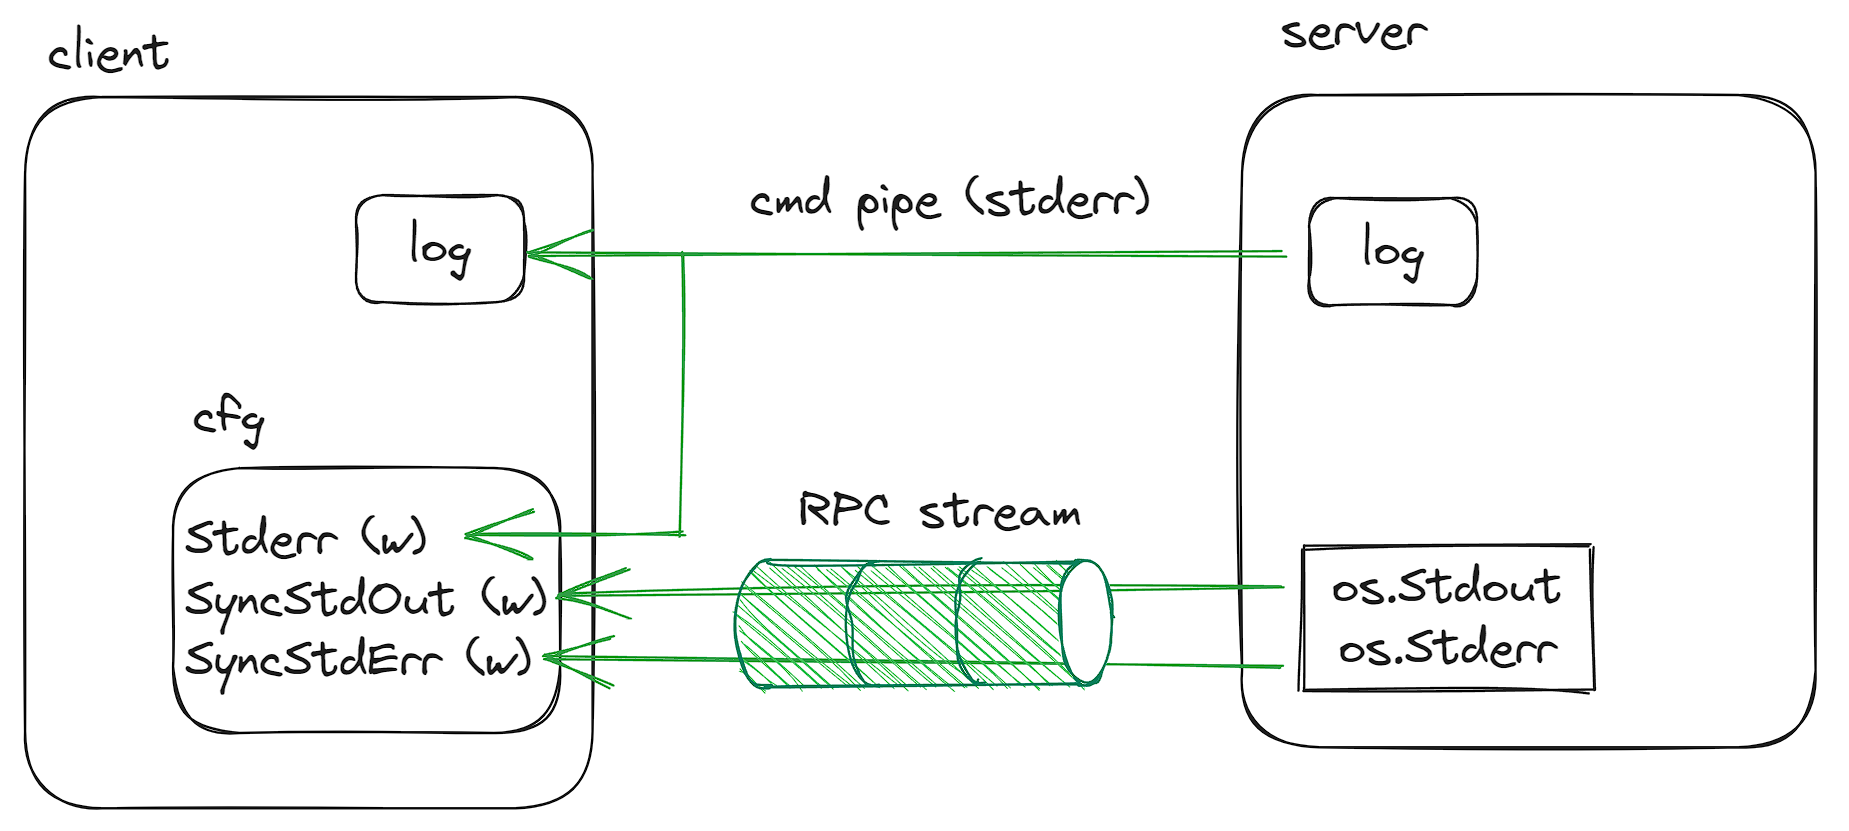 client
server
cmd pipe (stderr)
log
log
cfg
RPC stream
Stderr (w)
SyncStdOut (w)
SyncStdErr (w)
os.Stdout
os.Stderr